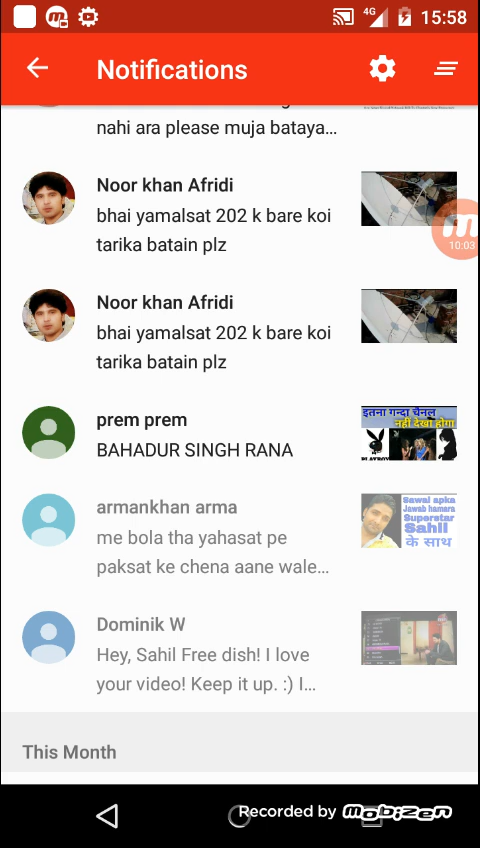 4G
15:58
Notifications
nahi ara please muja bataya...
Noor khan Afridi
bhai yamalsat 202 k bare koi
tarika batain plz
10:03
Noor khan Afridi
bhai yamalsat 202 k bare koi
tarika batain plz
prem prem
BAHADUR SINGH RANA
इतना गन्दा चैनल
नही देखा होगा
PLAYBOY
armankhan arma
me bola tha yahasat pe
paksat ke chena aane wale...
Sawal apka
Jawab hamara
Superstar
Sahil
के साथ
Dominik W
Hey, Sahil Free dish! I love
your video! Keep it up. :) I...
This Month
Recorded by mobizen